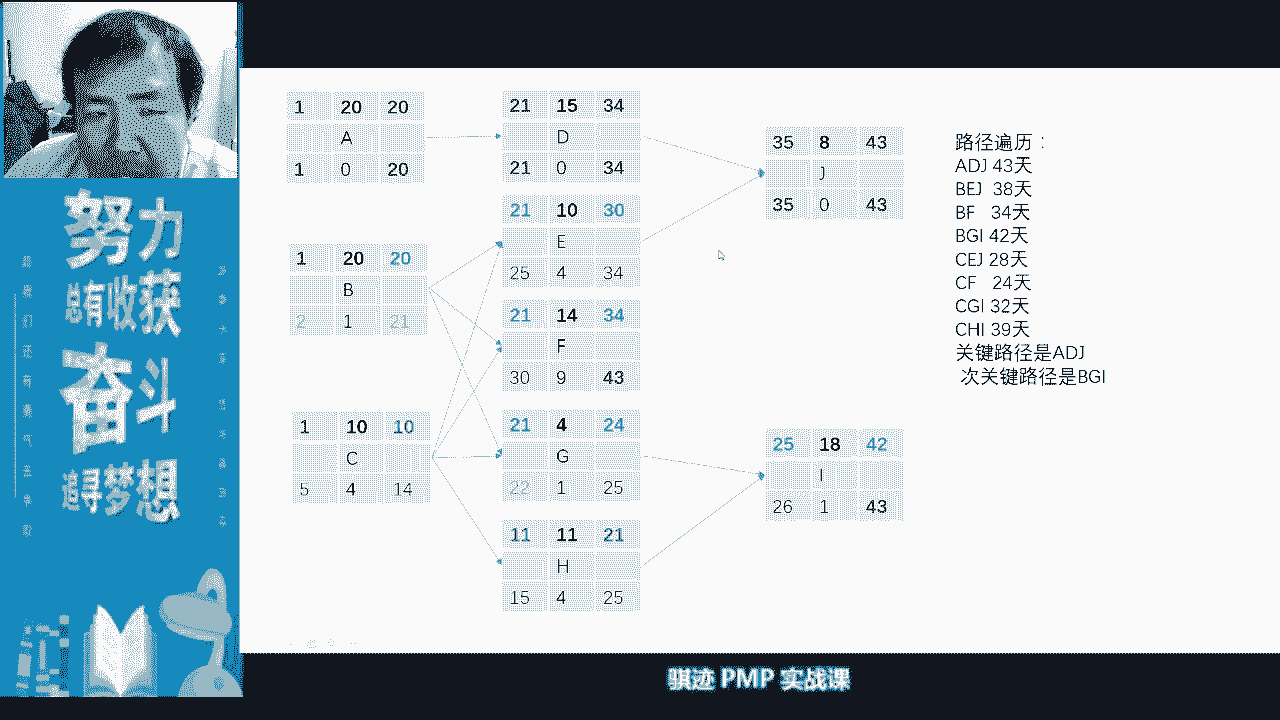 努力
总有收获
奋斗
追寻梦想
1 20 20
A
1 0 20
1 20 20
B
2 1 21
1 10 10
C
5 4 14
21 15 34
D
21 0 34
21 10 30
E
25 4 34
21 14 34
F
30 9 43
21 4 24
G
22 1 25
11 11 21
H
15 4 25
35 8 43
J
35 0 43
25 18 42
I
26 1 43
路径遍历：
ADJ 43天
BEJ 38天
BF 34天
BGI 42天
CEJ 28天
CF 24天
CGI 32天
CHI 39天
关键路径是ADJ
次关键路径是BGI
骐迹 PMP 实战课